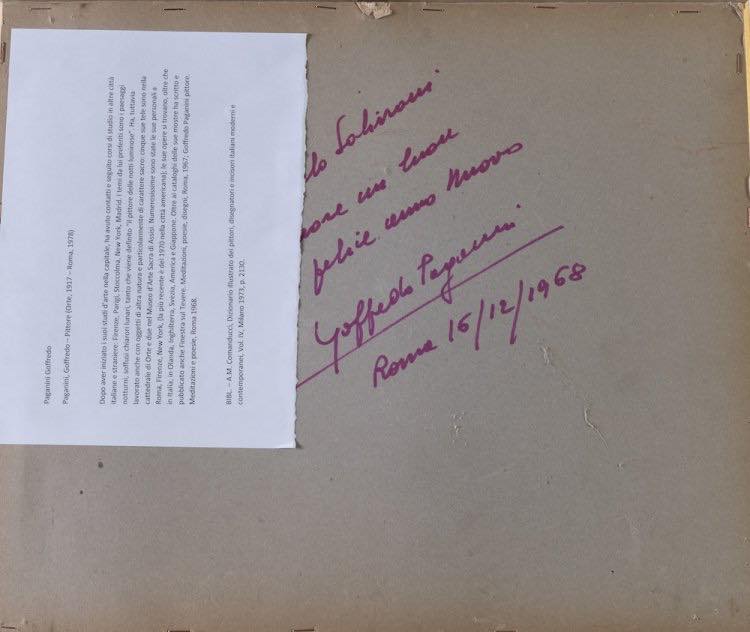 Paganini Goffredo
Paganini, Goffredo – Pittore (Orte, 1917 – Roma, 1978)
Dopo aver iniziato i suoi studi d'arte nella capitale, ha avuto contatti e seguito corsi di studio in altre città
italiane e straniere: Firenze, Parigi, Stoccolma, New York, Madrid. I temi da lui preferiti sono i paesaggi
notturni, soffusi chiarori lunari, tanto che viene definito "il pittore delle notti luminose". Ha, tuttavia
lavorato anche con oggetti di altra natura e particolarmente di carattere sacro: cinque sue tele sono nella
cattedrale di Orte e due nel Museo d'Arte Sacra di Assisi. Numerosissime sono state le sue personali a
Roma, Firenze, New York, (la più recente è del 1970 nella città americana); le sue opere si trovano, oltre che
in Italia, in Olanda, Inghilterra, Svezia, America e Giappone. Oltre ai cataloghi delle sue mostre ha scritto e
pubblicato anche Finestra sul Tevere. Meditazioni, poesie, disegni, Roma, 1967; Goffredo Paganini pittore.
Meditazioni e poesie, Roma 1968.
BIBL. – A.M. Comanducci, Dizionario illustrato dei pittori, disegnatori e incisori italiani moderni e
contemporanei, Vol. IV, Milano 1973, p. 2130.
un buon
felice anno nuovo
Goffredo Paganini
Roma 16/12/1968